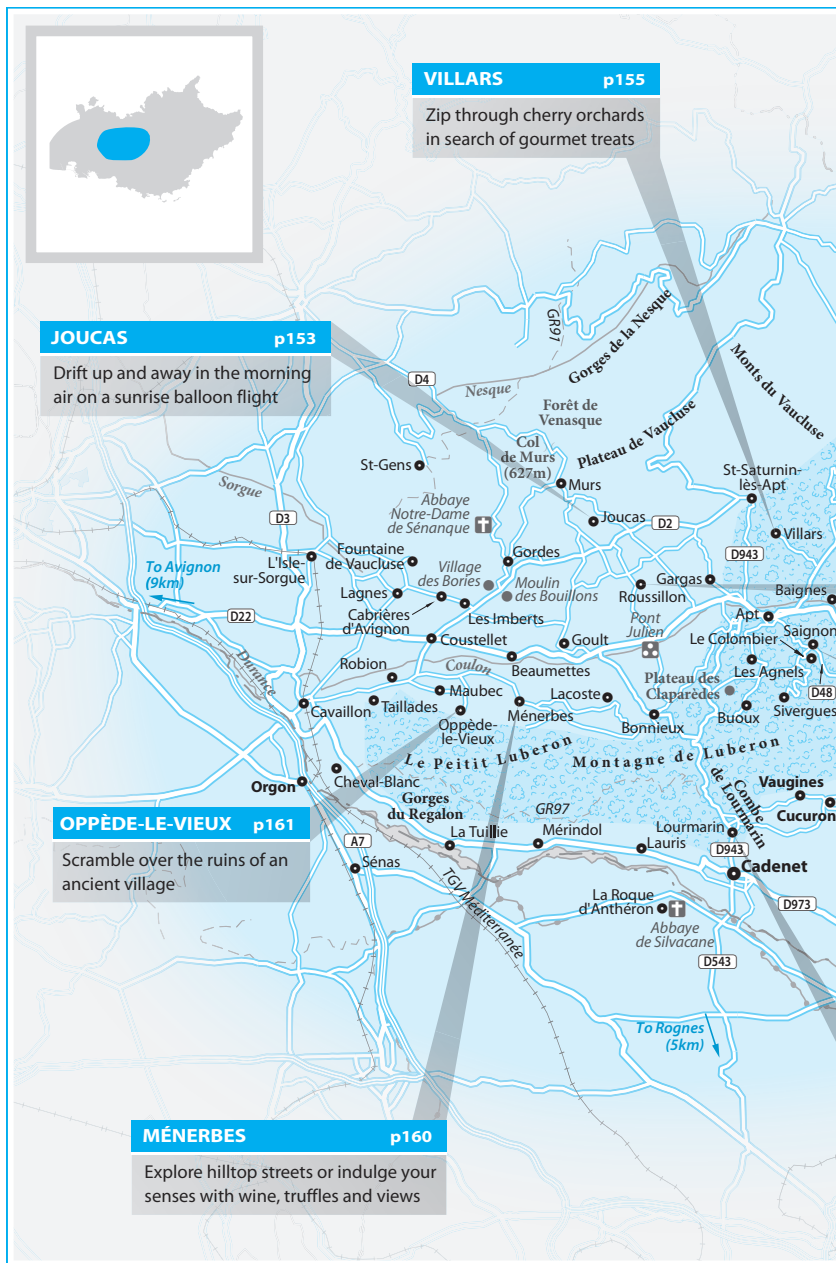 VILLARS p155
Zip through cherry orchards
in search of gourmet treats
JOUCAS p153
Drift up and away in the morning
air on a sunrise balloon flight
GR91
Gorges de la Nesque
Monts du Vaucluse
D4
Nesque
Forêt de
Venasque
Plateau de Vaucluse
Col
de Murs
(627m)
St-Gens
Murs
St-Saturnin-
lès-Apt
Sorgue
Abbaye
Notre-Dame
de Sénanque
Joucas
D2
D3
Villars
D943
To Avignon
(9km)
L'Isle-
sur-Sorgue
Fountaine
de Vaucluse
Gordes
Village
des Bories
Moulin
des Bouillons
Gargas
Roussillon
Baignes
Lagnes
D22
Cabrières
d'Avignon
Les Imberts
Pont
Julien
Apt
Saignon
Le Colombier
Coustellet
Goult
Durance
Robion
Coulon
Beaumettes
Les Agnels
Plateau des
Claparèdes
D48
Maubec
Lacoste
Cavaillon
Taillades
Oppède-
le-Vieux
Ménerbes
Bonnieux
Buoux
Sivergues
Le Peitit Luberon
Montagne de Luberon
Cheval-Blanc
Orgon
Vaugines
Gorges
du Regalon
GR97
Combe
de Lourmarin
Cucuron
OPPÈDE-LE-VIEUX p161
Scramble over the ruins of an
ancient village
A7
La Tuillie
Mérindol
Lauris
Lourmarin
D943
Sénas
Cadenet
TGV Méditerranée
La Roque
d'Anthéron
D973
Abbaye
de Silvacane
D543
To Rognes
(5km)
MÉNERBES p160
Explore hilltop streets or indulge your
senses with wine, truffles and views